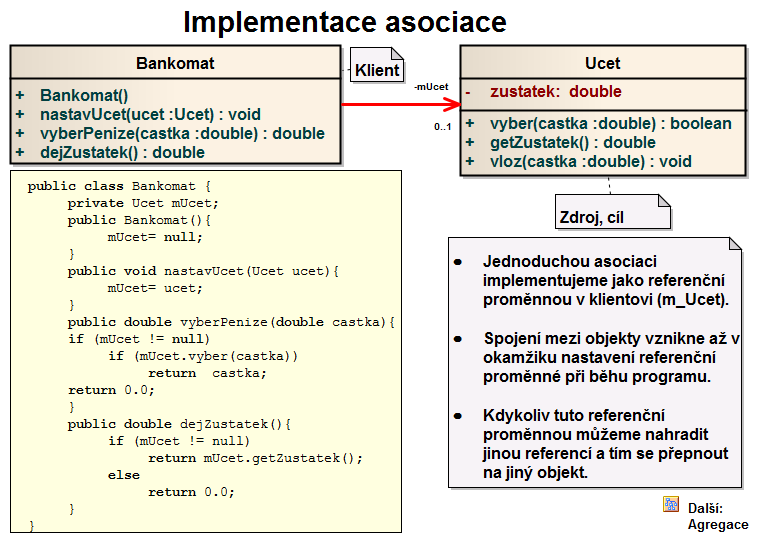 Implementace asociace
Bankomat
+ Bankomat()
+ nastavUcet(ucet :Ucet) : void
+ vyberPenize(castka :double) : double
+ dejZustatek() : double
Klient
-mUcet
0..1
Ucet
- zustatek: double
+ vyber(castka :double) : boolean
+ getZustatek() : double
+ vloz(castka :double) : void
Zdroj, cíl
public class Bankomat {
private Ucet mUcet;
public Bankomat(){
mUcet= null;
}
public void nastavUcet(Ucet ucet){
mUcet= ucet;
}
public double vyberPenize(double castka){
if (mUcet != null)
if (mUcet.vyber(castka))
return castka;
return 0.0;
}
public double dejZustatek(){
if (mUcet != null)
return mUcet.getZustatek();
else
return 0.0;
}
}
● Jednoduchou asociaci
implementujeme jako referenční
proměnnou v klientovi (m_Ucet).
● Spojení mezi objekty vznikne až v
okamžiku nastavení referenční
proměnné při běhu programu.
● Kdykoliv tuto referenční
proměnnou můžeme nahradit
jinou referencí a tím se přepnout
na jiný objekt.
Další:
Agregace